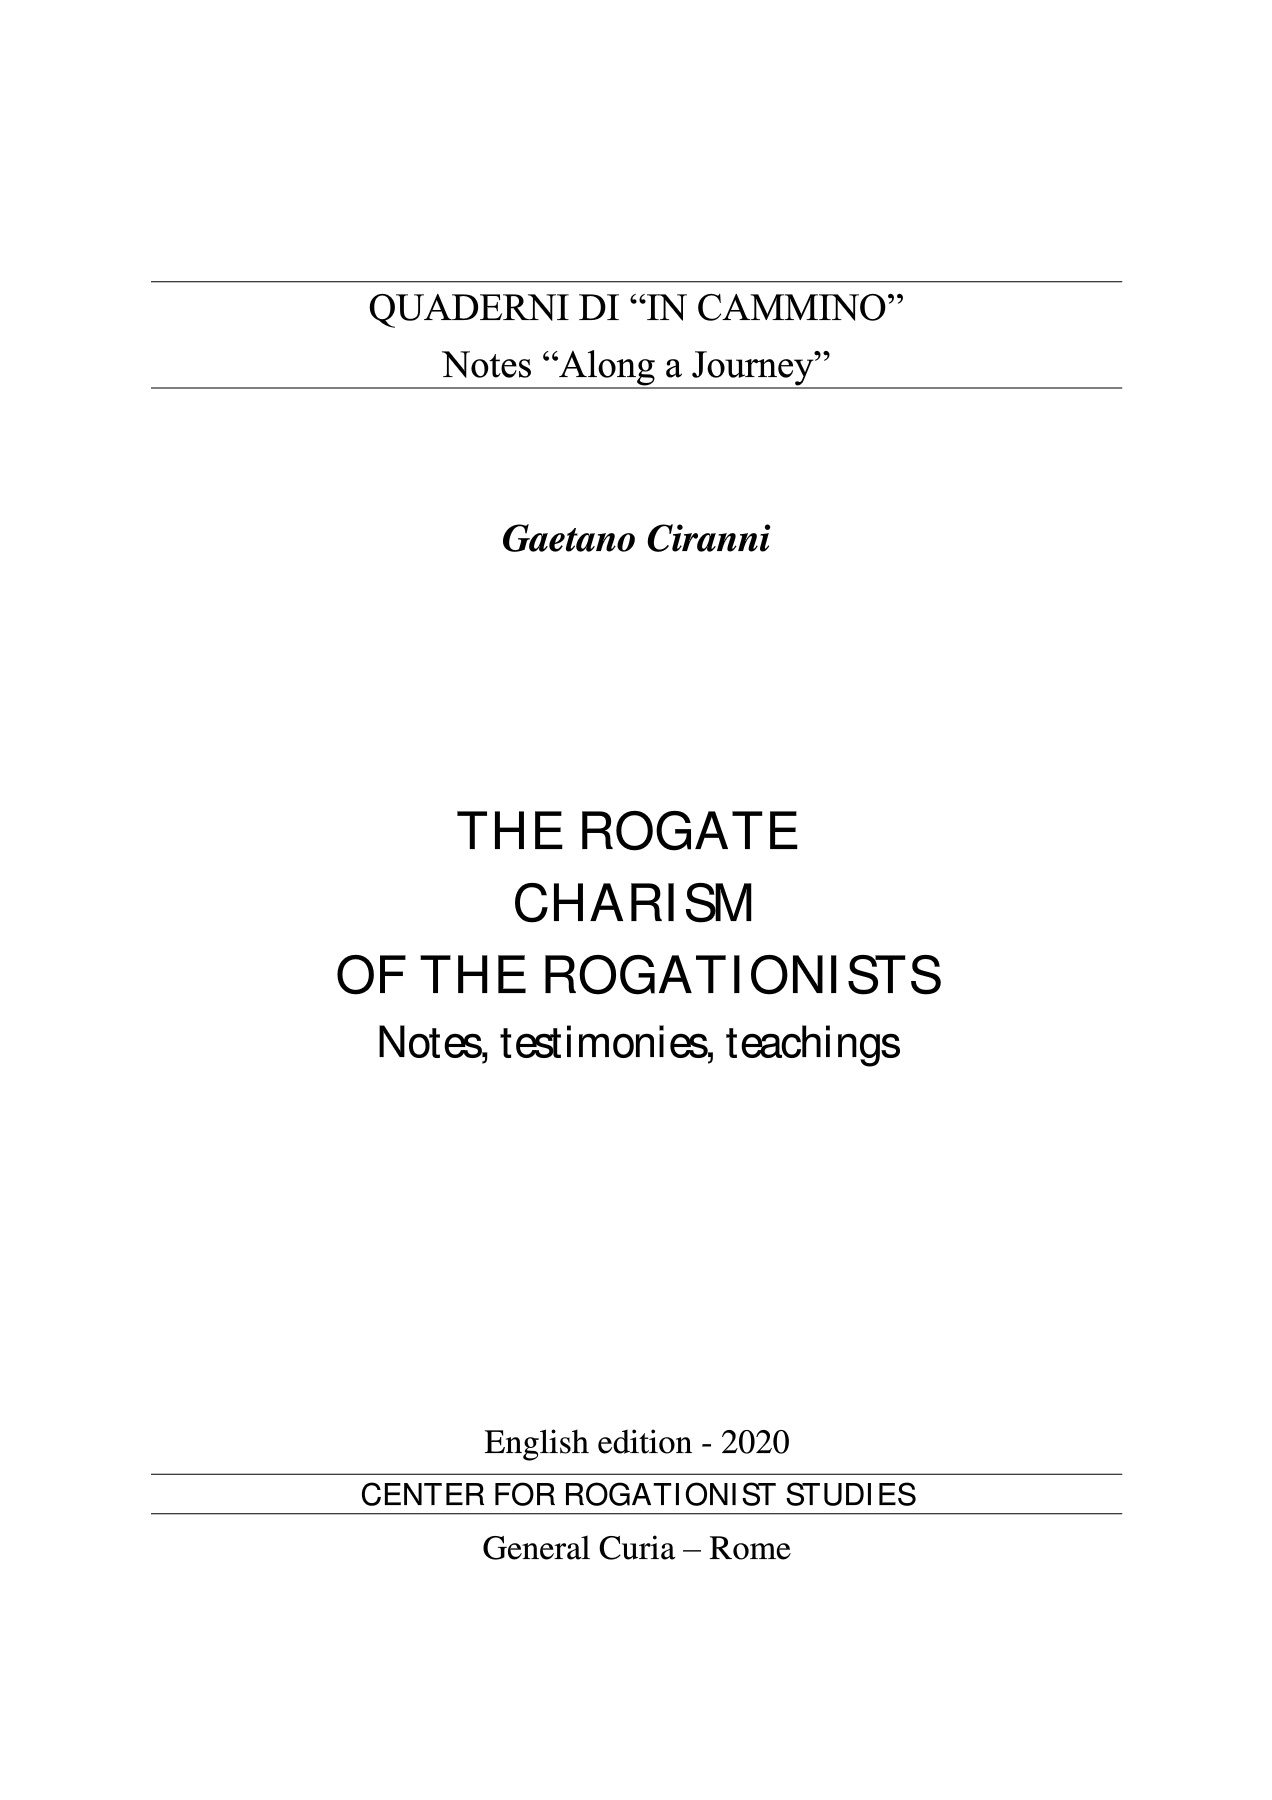 QUADERNI DI “IN CAMMINO”
Notes “Along a Journey”
Gaetano Ciranni
THE ROGATE
CHARISM
OF THE ROGATIONISTS
Notes, testimonies, teachings
English edition - 2020
CENTER FOR ROGATIONIST STUDIES
General Curia – Rome